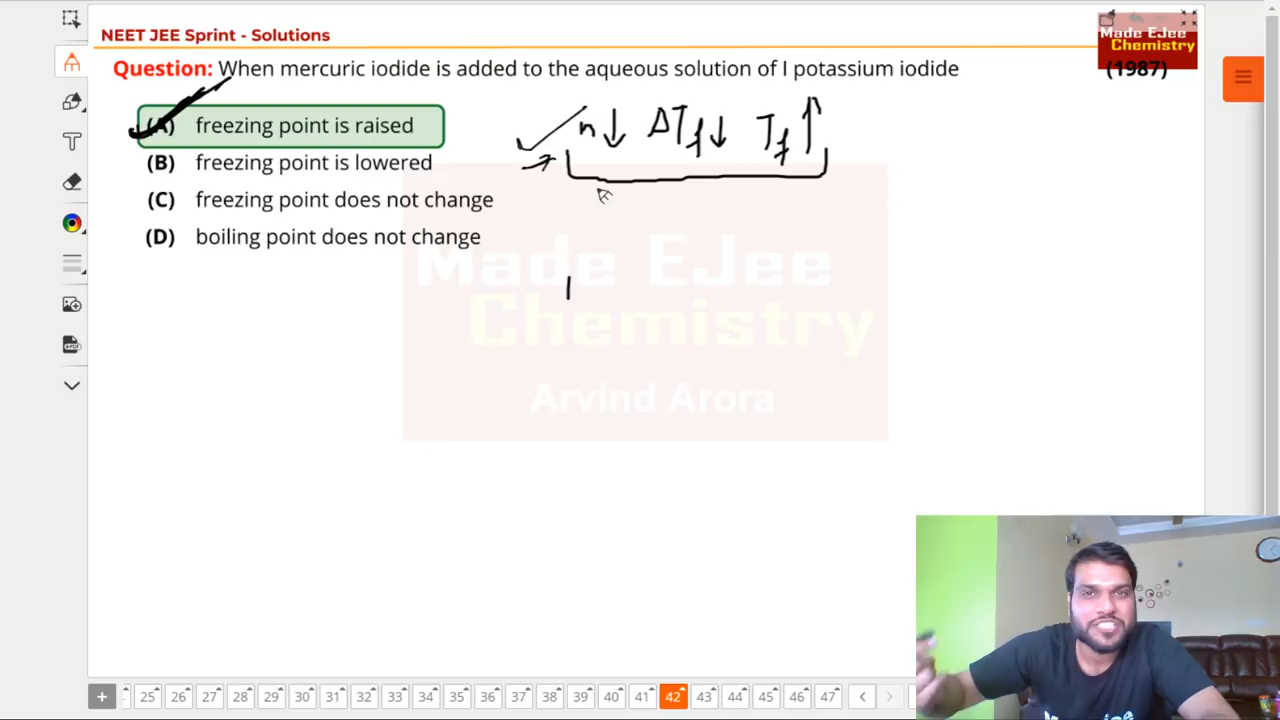 NEET JEE Sprint - Solutions
Made EJee
Chemistry
Question: When mercuric iodide is added to the aqueous solution of I potassium iodide (1987)
(A) freezing point is raised
(B) freezing point is lowered
(C) freezing point does not change
(D) boiling point does not change
n↓ ΔTf↓ Tf↑
Made EJee
Chemistry
Arvind Arora
T
25 26 27 28 29 30 31 32 33 34 35 36 37 38 39 40 41 42 43 44 45 46 47